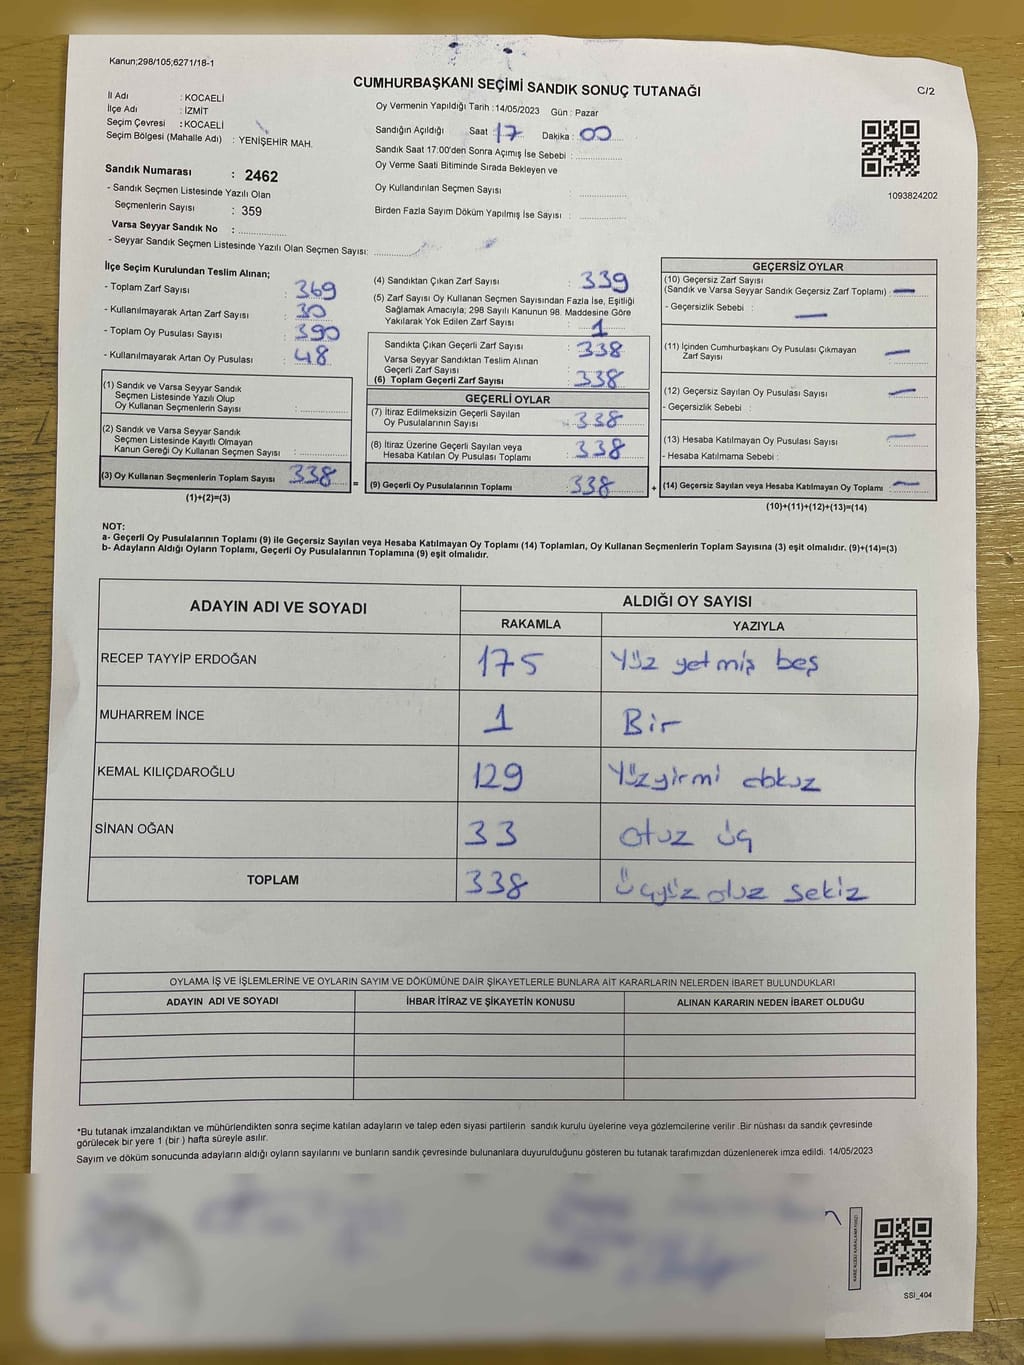 Kanun;298/105;6271/18-1
CUMHURBAŞKANI SEÇİMİ SANDIK SONUÇ TUTANAĞI
C/2
İl Adı : KOCAELİ
İlçe Adı : İZMİT
Seçim Çevresi : KOCAELİ
Seçim Bölgesi (Mahalle Adı) : YENİŞEHİR MAH.
Sandık Numarası : 2462
- Sandık Seçmen Listesinde Yazılı Olan
Seçmenlerin Sayısı : 359
Varsa Seyyar Sandık No :
- Seyyar Sandık Seçmen Listesinde Yazılı Olan Seçmen Sayısı:
Oy Vermenin Yapıldığı Tarih : 14/05/2023 Gün : Pazar
Sandığın Açıldığı Saat 17 Dakika : 00
Sandık Saat 17:00'den Sonra Açımış İse Sebebi :
Oy Verme Saati Bitiminde Sırada Bekleyen ve
Oy Kullandırılan Seçmen Sayısı :
Birden Fazla Sayım Döküm Yapılmış İse Sayısı :
1093824202
İlçe Seçim Kurulundan Teslim Alınan;
- Toplam Zarf Sayısı : 369
- Kullanılmayarak Artan Zarf Sayısı : 30
- Toplam Oy Pusulası Sayısı : 390
- Kullanılmayarak Artan Oy Pusulası : 48
(1) Sandık ve Varsa Seyyar Sandık
Seçmen Listesinde Yazılı Olup
Oy Kullanan Seçmenlerin Sayısı :
(2) Sandık ve Varsa Seyyar Sandık
Seçmen Listesinde Kayıtlı Olmayan
Kanun Gereği Oy Kullanan Seçmen Sayısı :
(3) Oy Kullanan Seçmenlerin Toplam Sayısı 338
(1)+(2)=(3)
=
(4) Sandıktan Çıkan Zarf Sayısı : 339
(5) Zarf Sayısı Oy Kullanan Seçmen Sayısından Fazla İse, Eşitliği
Sağlamak Amacıyla; 298 Sayılı Kanunun 98. Maddesine Göre
Yakılarak Yok Edilen Zarf Sayısı : 1
Sandıkta Çıkan Geçerli Zarf Sayısı : 338
Varsa Seyyar Sandıktan Teslim Alınan
Geçerli Zarf Sayısı :
(6) Toplam Geçerli Zarf Sayısı : 338
GEÇERLİ OYLAR
(7) İtiraz Edilmeksizin Geçerli Sayılan
Oy Pusulalarının Sayısı : 338
(8) İtiraz Üzerine Geçerli Sayılan veya
Hesaba Katılan Oy Pusulası Toplamı : 338
(9) Geçerli Oy Pusulalarının Toplamı : 338
+
GEÇERSİZ OYLAR
(10) Geçersiz Zarf Sayısı
(Sandık ve Varsa Seyyar Sandık Geçersiz Zarf Toplamı) : —
- Geçersizlik Sebebi : —
(11) İçinden Cumhurbaşkanı Oy Pusulası Çıkmayan
Zarf Sayısı : —
(12) Geçersiz Sayılan Oy Pusulası Sayısı : —
- Geçersizlik Sebebi :
(13) Hesaba Katılmayan Oy Pusulası Sayısı : —
- Hesaba Katılmama Sebebi :
(14) Geçersiz Sayılan veya Hesaba Katılmayan Oy Toplamı : —
(10)+(11)+(12)+(13)=(14)
NOT:
a- Geçerli Oy Pusulalarının Toplamı (9) ile Geçersiz Sayılan veya Hesaba Katılmayan Oy Toplamı (14) Toplamları, Oy Kullanan Seçmenlerin Toplam Sayısına (3) eşit olmalıdır. (9)+(14)=(3)
b- Adayların Aldığı Oyların Toplamı, Geçerli Oy Pusulalarının Toplamına (9) eşit olmalıdır.
ADAYIN ADI VE SOYADI ALDIĞI OY SAYISI
RAKAMLA YAZIYLA
RECEP TAYYİP ERDOĞAN 175 Yüz yetmiş beş
MUHARREM İNCE 1 Bir
KEMAL KILIÇDAROĞLU 129 Yüzyirmi dokuz
SİNAN OĞAN 33 otuz üç
TOPLAM 338 üçyüz otuz sekiz
OYLAMA İŞ VE İŞLEMLERİNE VE OYLARIN SAYIM VE DÖKÜMÜNE DAİR ŞİKAYETLERLE BUNLARA AİT KARARLARIN NELERDEN İBARET BULUNDUKLARI
ADAYIN ADI VE SOYADI İHBAR İTİRAZ VE ŞİKAYETİN KONUSU ALINAN KARARIN NEDEN İBARET OLDUĞU
*Bu tutanak imzalandıktan ve mühürlendikten sonra seçime katılan adayların ve talep eden siyasi partilerin sandık kurulu üyelerine veya gözlemcilerine verilir .Bir nüshası da sandık çevresinde
görülecek bir yere 1 (bir ) hafta süreyle asılır.
Sayım ve döküm sonucunda adayların aldığı oyların sayılarını ve bunların sandık çevresinde bulunanlara duyurulduğunu gösteren bu tutanak tarafımızdan düzenlenerek imza edildi. 14/05/2023
SSİ_404